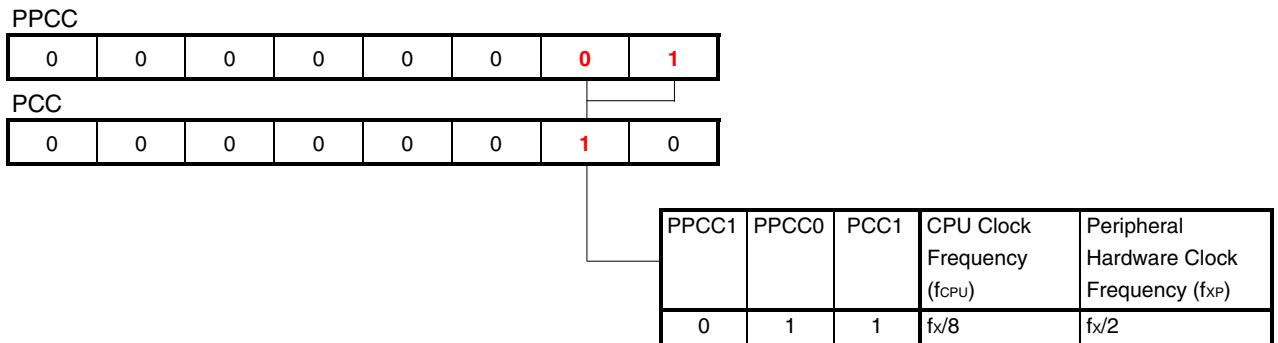 PPCC
0 0 0 0 0 0 0 1
PCC
0 0 0 0 0 0 1 0
PPCC1 PPCC0 PCC1 CPU Clock Frequency (fCPU) Peripheral Hardware Clock Frequency (fXP)
0 1 1 fX/8 fX/2